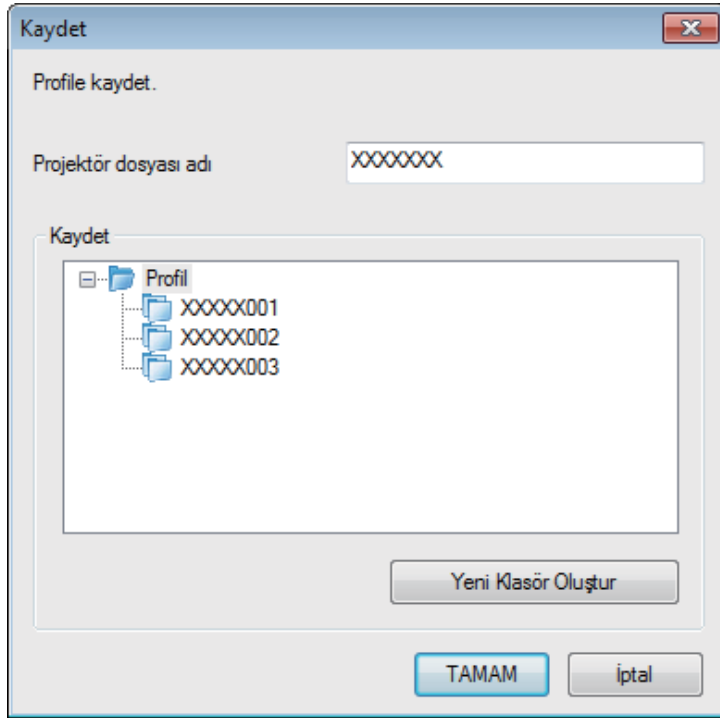 Kaydet
Profile kaydet.
Projektör dosyası adı XXXXXXX
Kaydet
Profil
XXXXX001
XXXXX002
XXXXX003
Yeni Klasör Oluştur
TAMAM İptal